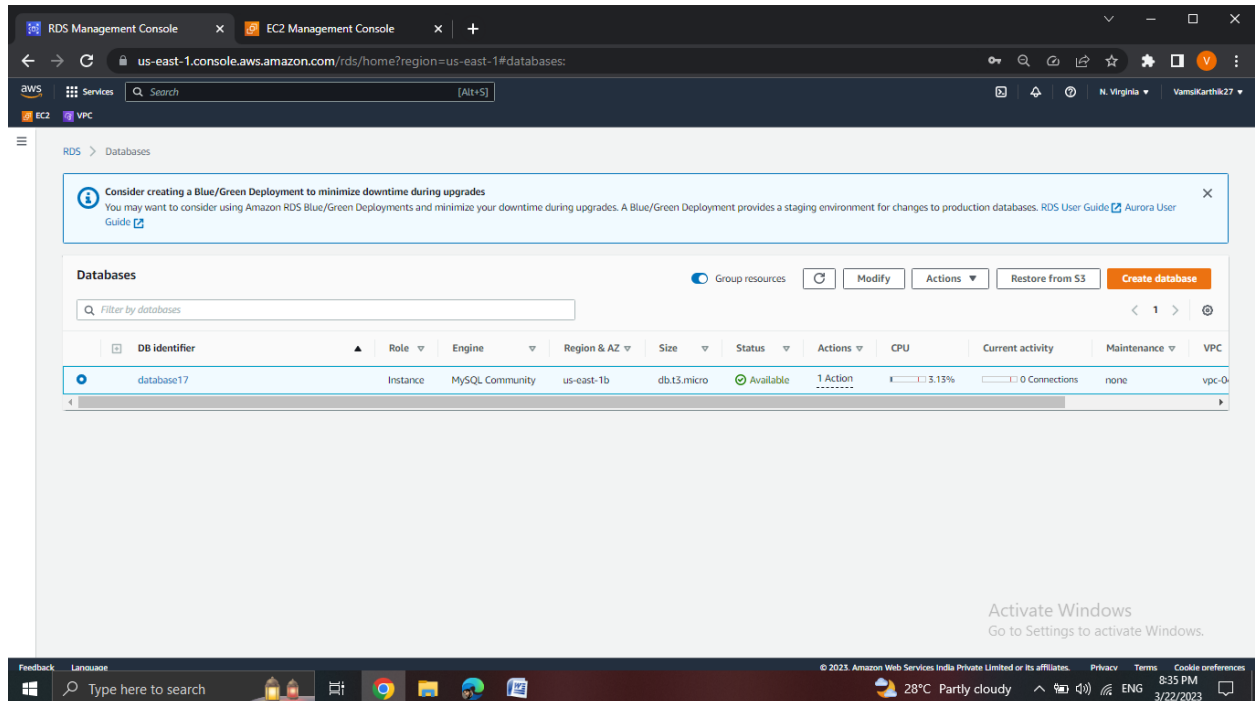 RDS Management Console
EC2 Management Console
us-east-1.console.aws.amazon.com/rds/home?region=us-east-1#databases:
V
aws
Services
Search
[Alt+S]
N. Virginia
VamsiKarthik27
EC2
VPC
RDS > Databases
Consider creating a Blue/Green Deployment to minimize downtime during upgrades
You may want to consider using Amazon RDS Blue/Green Deployments and minimize your downtime during upgrades. A Blue/Green Deployment provides a staging environment for changes to production databases. RDS User Guide Aurora User
Guide
Databases
Group resources
Modify
Actions
Restore from S3
Create database
Filter by databases
1
DB identifier Role Engine Region & AZ Size Status Actions CPU Current activity Maintenance VPC
database17 Instance MySQL Community us-east-1b db.t3.micro Available 1 Action 3.13% 0 Connections none vpc-0
Activate Windows
Go to Settings to activate Windows.
Feedback Language
© 2023, Amazon Web Services India Private Limited or its affiliates. Privacy Terms Cookie preferences
Type here to search
28°C Partly cloudy
ENG
8:35 PM
3/22/2023